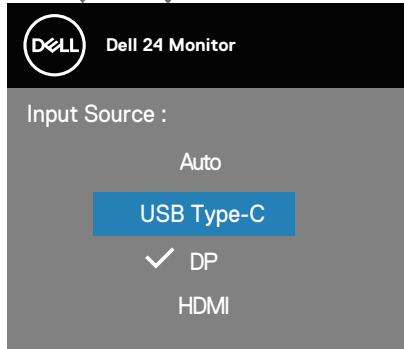 DELL Dell 24 Monitor
Input Source :
Auto
USB Type-C
DP
HDMI